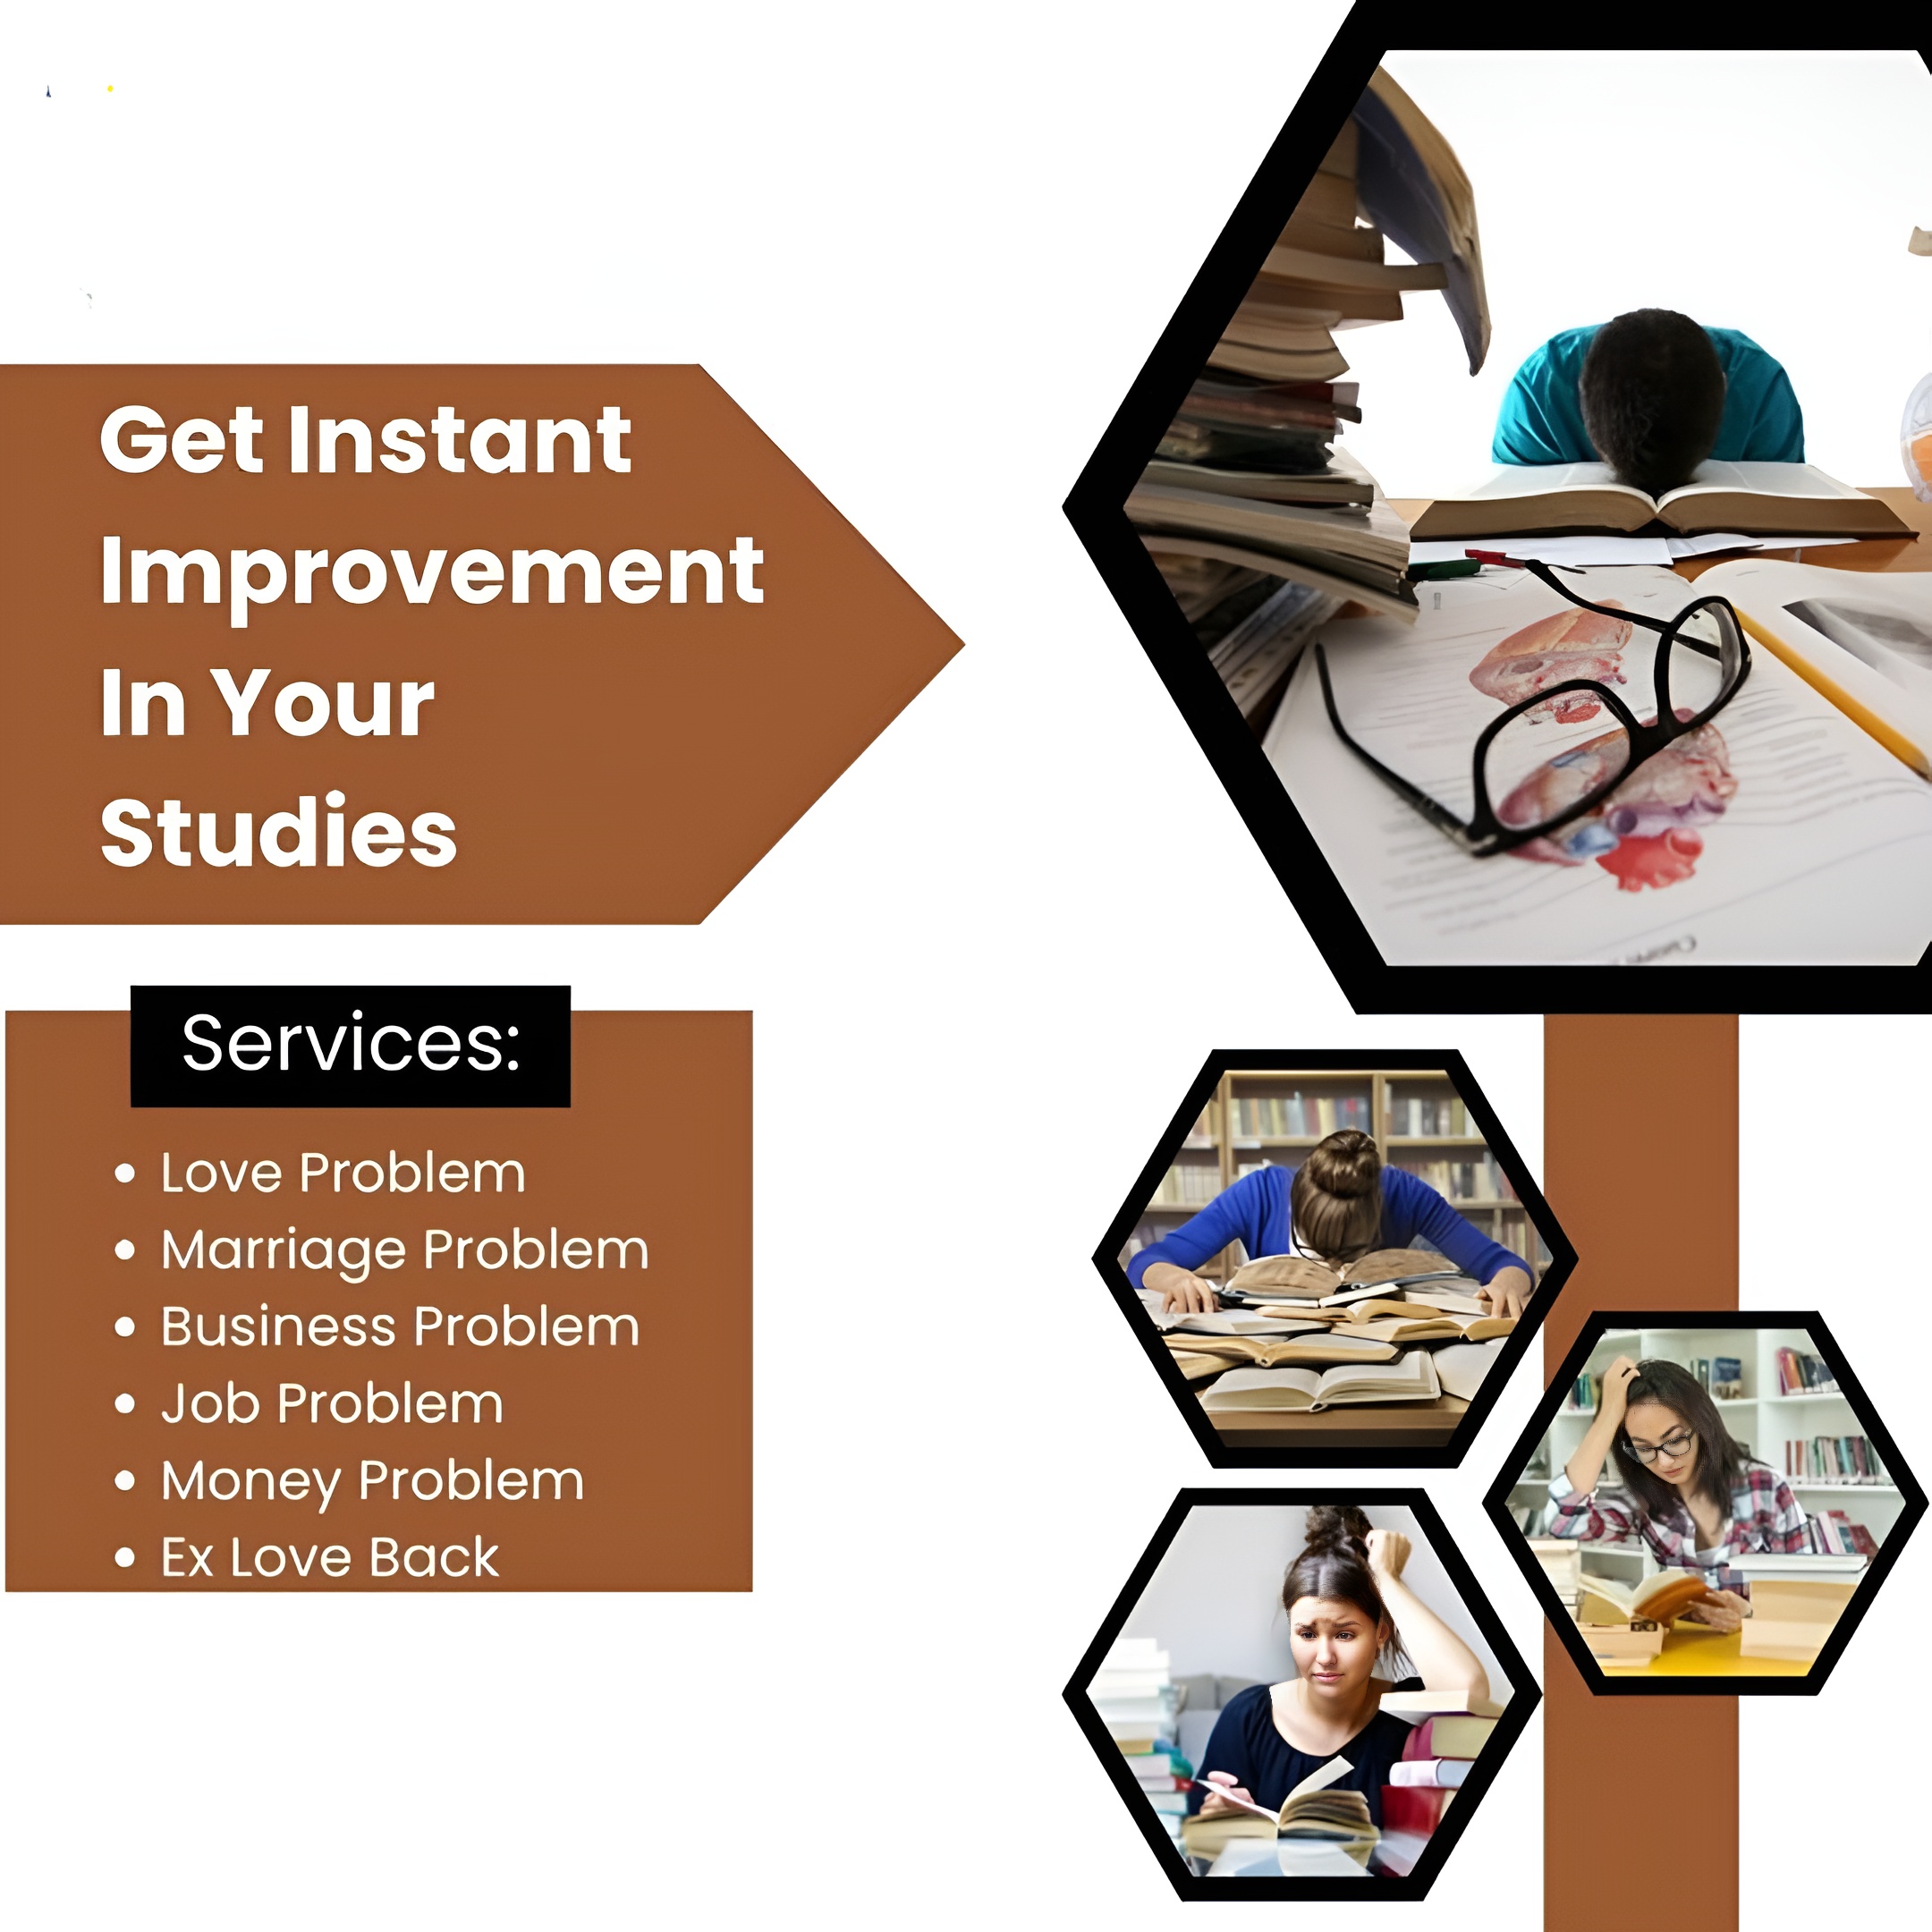 Get Instant
Improvement
In Your
Studies
Services:
• Love Problem
• Marriage Problem
• Business Problem
• Job Problem
• Money Problem
• Ex Love Back